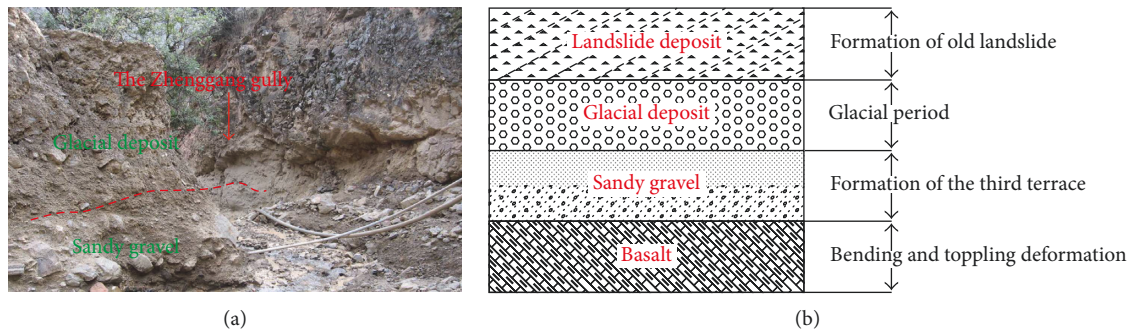 The Zhenggang gully
Glacial deposit
Sandy gravel
(a)
Landslide deposit
Formation of old landslide
Glacial deposit
Glacial period
Sandy gravel
Formation of the third terrace
Basalt
Bending and toppling deformation
(b)